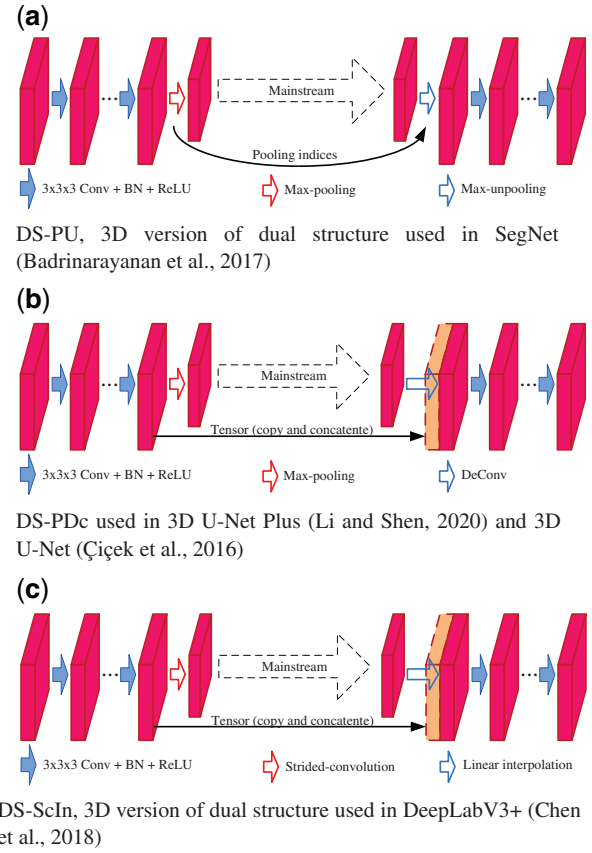 (a)
Mainstream
Pooling indices
3x3x3 Conv + BN + ReLU
Max-pooling
Max-unpooling
DS-PU, 3D version of dual structure used in SegNet
(Badrinarayanan et al., 2017)
(b)
Mainstream
Tensor (copy and concatente)
3x3x3 Conv + BN + ReLU
Max-pooling
DeConv
DS-PDc used in 3D U-Net Plus (Li and Shen, 2020) and 3D
U-Net (Çiçek et al., 2016)
(c)
Mainstream
Tensor (copy and concatente)
3x3x3 Conv + BN + ReLU
Strided-convolution
Linear interpolation
DS-ScIn, 3D version of dual structure used in DeepLabV3+ (Chen
et al., 2018)